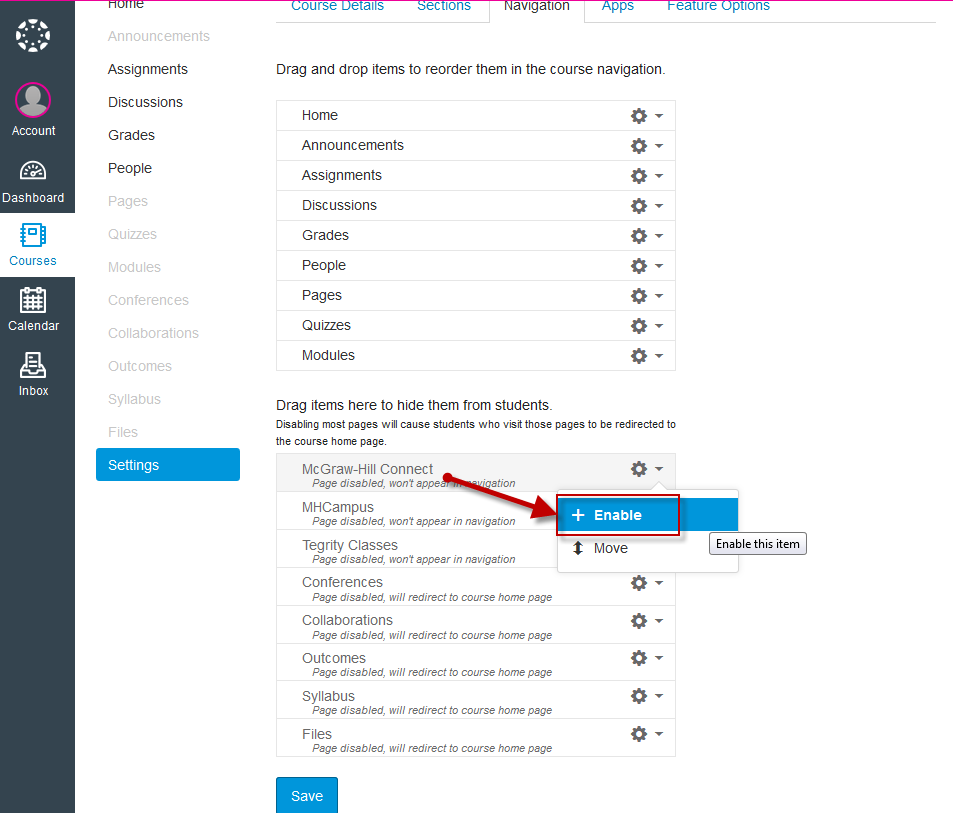 Account
Dashboard
Courses
Calendar
Inbox
Home
Announcements
Assignments
Discussions
Grades
People
Pages
Quizzes
Modules
Conferences
Collaborations
Outcomes
Syllabus
Files
Settings
Course Details Sections Navigation Apps Feature Options
Drag and drop items to reorder them in the course navigation.
Home
Announcements
Assignments
Discussions
Grades
People
Pages
Quizzes
Modules
Drag items here to hide them from students.
Disabling most pages will cause students who visit those pages to be redirected to
the course home page.
McGraw-Hill Connect
Page disabled, won't appear in navigation
MHCampus
Page disabled, won't appear in navigation
Tegrity Classes
Page disabled, won't appear in navigation
Enable
Move
Enable this item
Conferences
Page disabled, will redirect to course home page
Collaborations
Page disabled, will redirect to course home page
Outcomes
Page disabled, will redirect to course home page
Syllabus
Page disabled, will redirect to course home page
Files
Page disabled, will redirect to course home page
Save